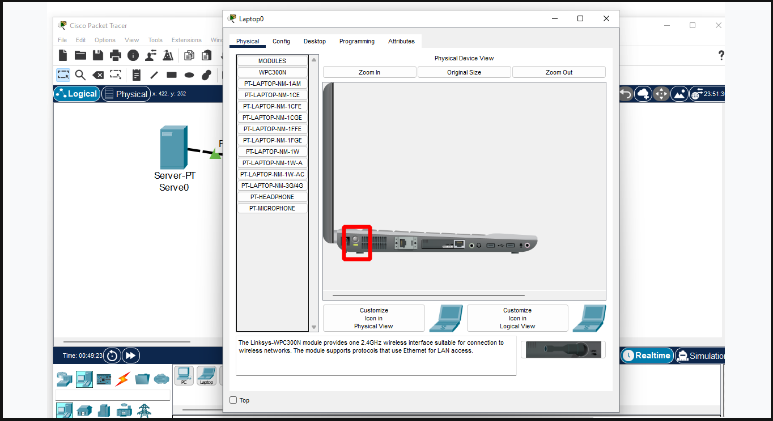 Cisco Packet Tracer
File Edit Options View Tools Extensions Window
Logical
Physical
x: 422, y: 262
Server-PT
Serve0
Time: 00:49:23
PC
Laptop
Laptop0
Physical Config Desktop Programming Attributes
MODULES
WPC300N
PT-LAPTOP-NM-1AM
PT-LAPTOP-NM-1CE
PT-LAPTOP-NM-1CFE
PT-LAPTOP-NM-1CGE
PT-LAPTOP-NM-1FFE
PT-LAPTOP-NM-1FGE
PT-LAPTOP-NM-1W
PT-LAPTOP-NM-1W-A
PT-LAPTOP-NM-1W-AC
PT-LAPTOP-NM-3G/4G
PT-HEADPHONE
PT-MICROPHONE
Physical Device View
Zoom In Original Size Zoom Out
Customize
Icon in
Physical View
Customize
Icon in
Logical View
The Linksys-WPC300N module provides one 2.4GHz wireless interface suitable for connection to
wireless networks. The module supports protocols that use Ethernet for LAN access.
Top
?
23:51:3
Realtime
Simulation